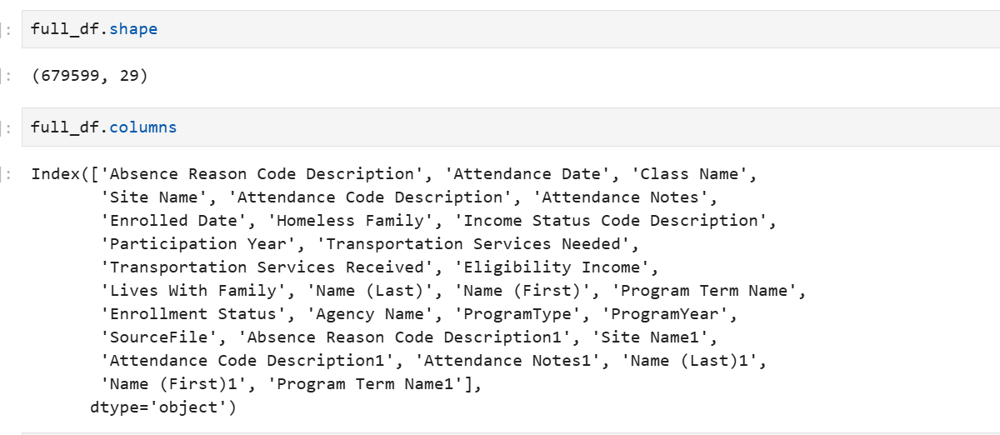 ]: full_df.shape
]: (679599, 29)
]: full_df.columns
]: Index(['Absence Reason Code Description', 'Attendance Date', 'Class Name',
'Site Name', 'Attendance Code Description', 'Attendance Notes',
'Enrolled Date', 'Homeless Family', 'Income Status Code Description',
'Participation Year', 'Transportation Services Needed',
'Transportation Services Received', 'Eligibility Income',
'Lives With Family', 'Name (Last)', 'Name (First)', 'Program Term Name',
'Enrollment Status', 'Agency Name', 'ProgramType', 'ProgramYear',
'SourceFile', 'Absence Reason Code Description1', 'Site Name1',
'Attendance Code Description1', 'Attendance Notes1', 'Name (Last)1',
'Name (First)1', 'Program Term Name1'],
dtype='object')